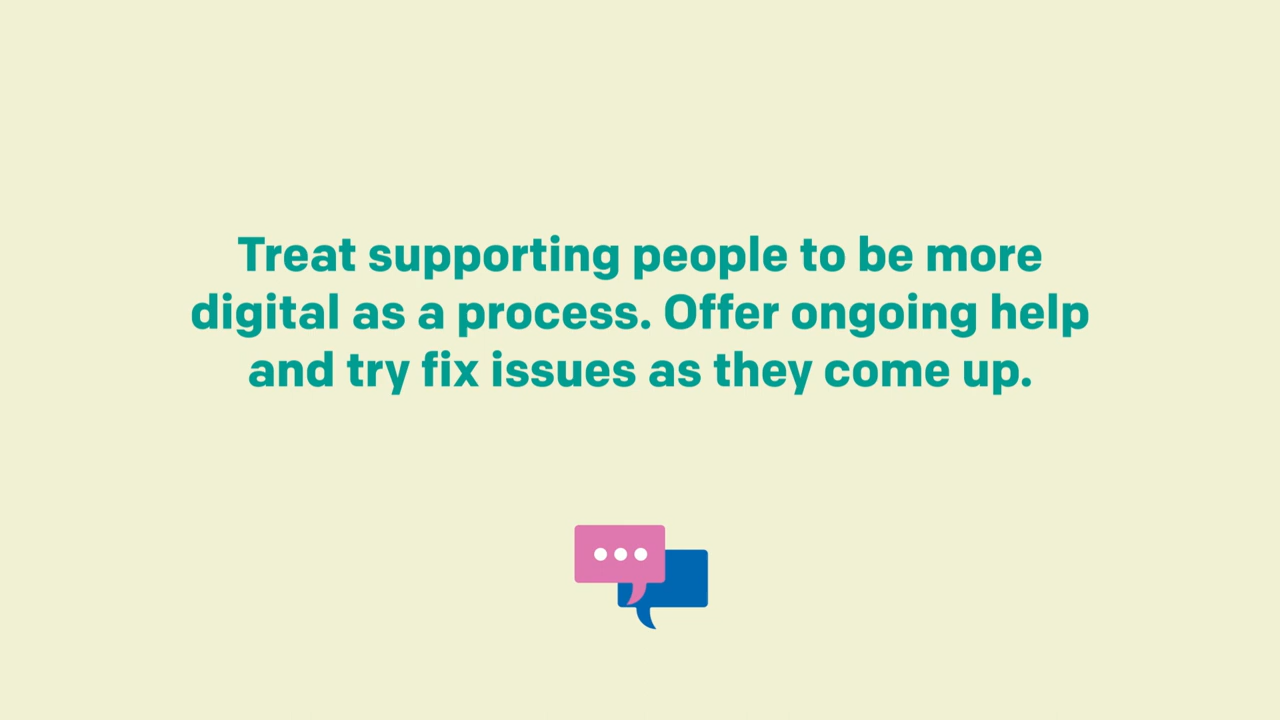 Treat supporting people to be more
digital as a process. Offer ongoing help
and try fix issues as they come up.